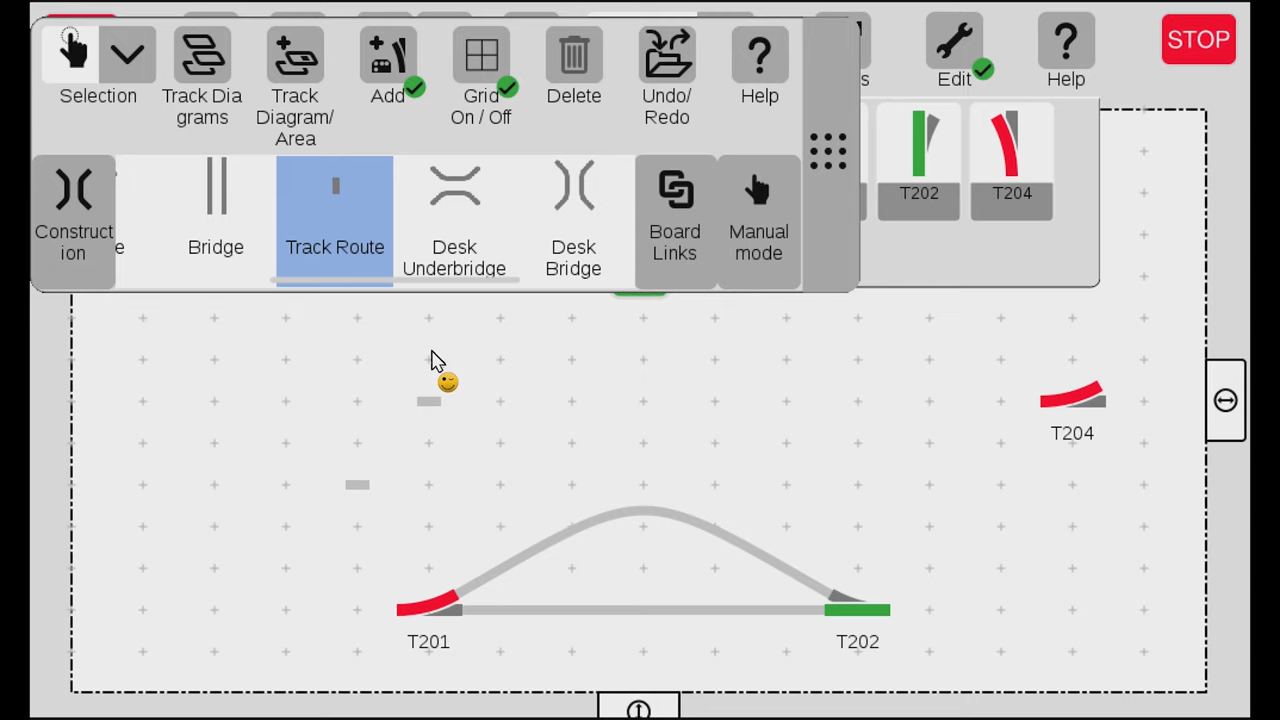 STOP
Selection
Track Dia
grams
Track
Diagram/
Area
Add
Grid
On / Off
Delete
Undo/
Redo
Help
s
Edit
Help
Construct
ion
e
Bridge
Track Route
Desk
Underbridge
Desk
Bridge
Board
Links
Manual
mode
T202
T204
T204
T201
T202